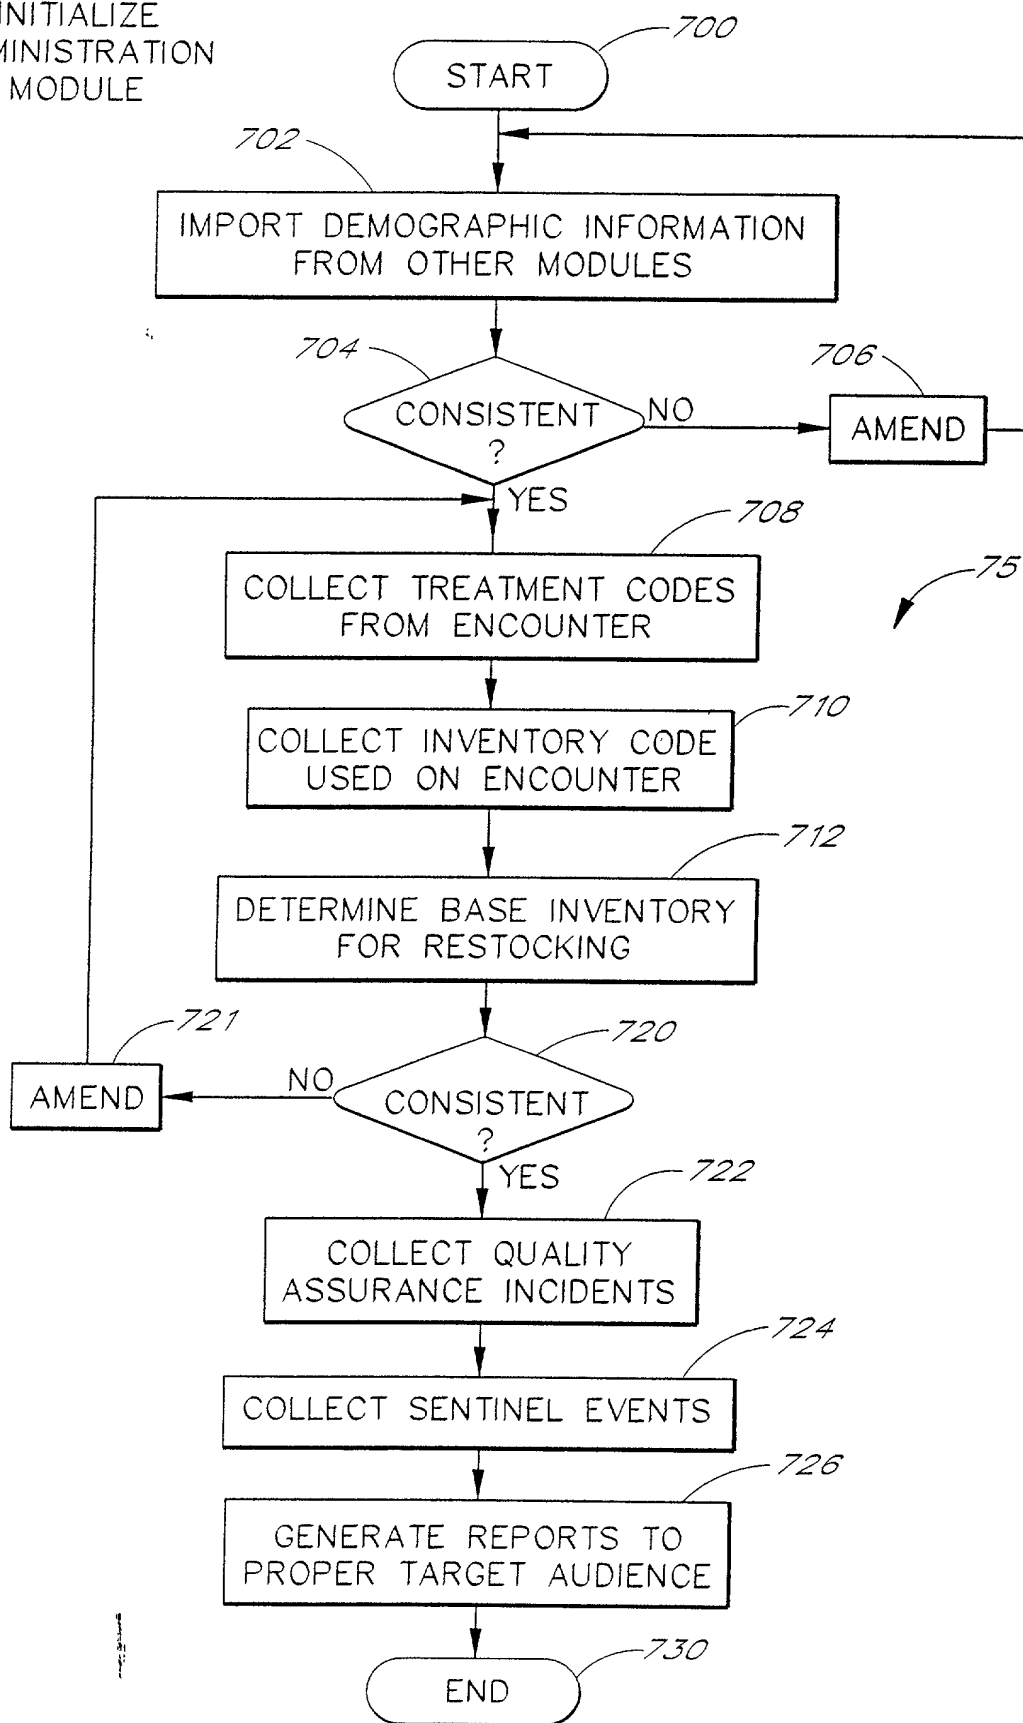 INITIALIZE
MINISTRATION
MODULE
700
START
702
IMPORT DEMOGRAPHIC INFORMATION
FROM OTHER MODULES
704
CONSISTENT
?
NO
706
AMEND
YES
708
COLLECT TREATMENT CODES
FROM ENCOUNTER
75
710
COLLECT INVENTORY CODE
USED ON ENCOUNTER
712
DETERMINE BASE INVENTORY
FOR RESTOCKING
721
AMEND
NO
720
CONSISTENT
?
YES
722
COLLECT QUALITY
ASSURANCE INCIDENTS
724
COLLECT SENTINEL EVENTS
726
GENERATE REPORTS TO
PROPER TARGET AUDIENCE
730
END